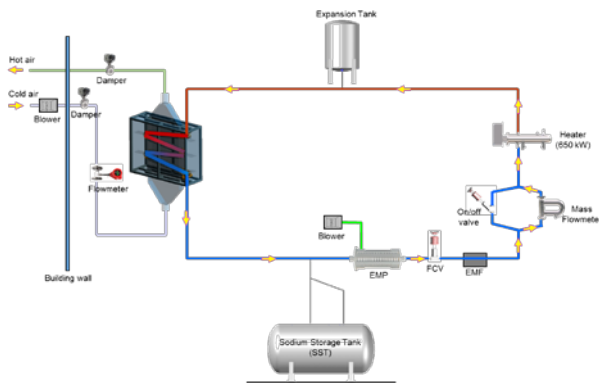 Expansion Tank
Hot air
Damper
Cold air
Blower
Damper
Heater
(650 kW)
Flowmeter
On/off
valve
Mass
Flowmete
Blower
Building wall
EMP
FCV
EMF
Sodium Storage Tank
(SST)